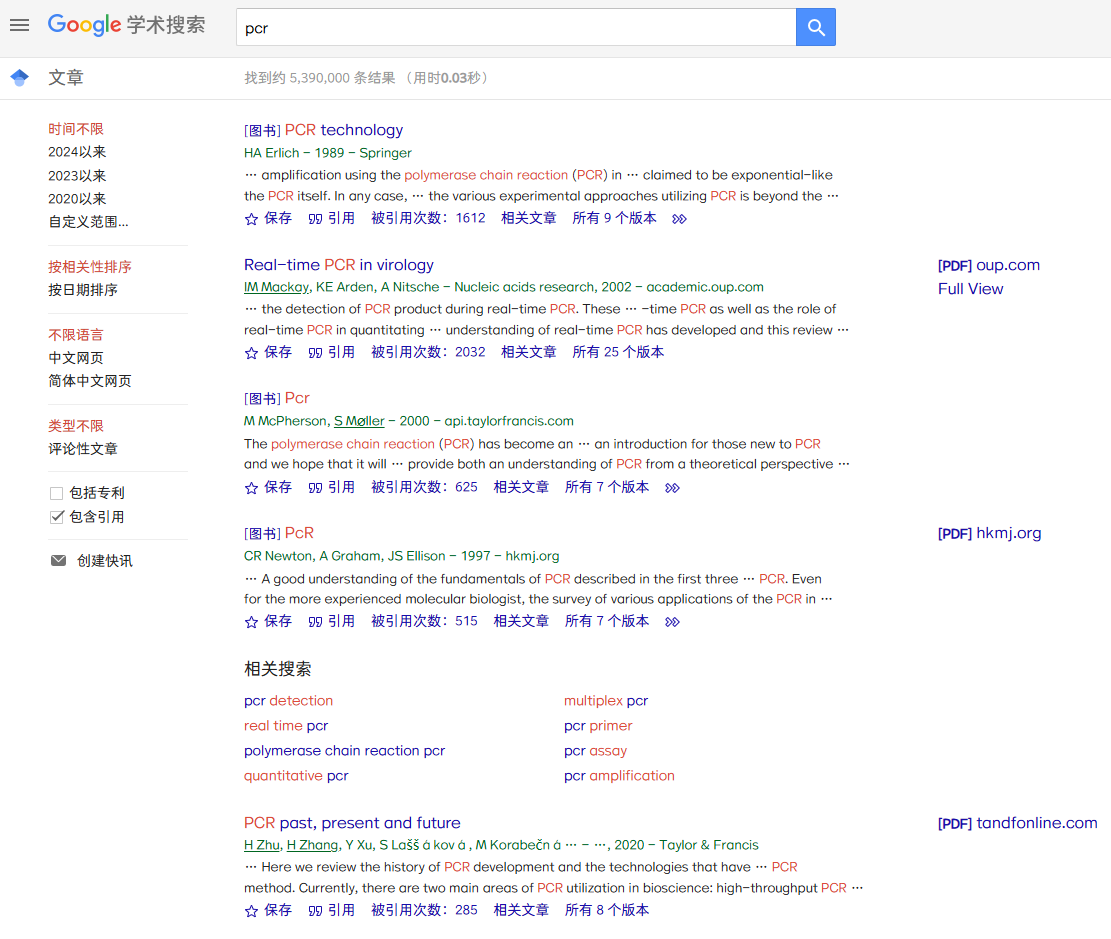 Google 学术搜索
pcr
文章
找到约 5,390,000 条结果 (用时0.03秒)
时间不限
2024以来
2023以来
2020以来
自定义范围...
按相关性排序
按日期排序
不限语言
中文网页
简体中文网页
类型不限
评论性文章
包括专利
包含引用
创建快讯
[图书] PCR technology
HA Erlich - 1989 - Springer
… amplification using the polymerase chain reaction (PCR) in … claimed to be exponential-like
the PCR itself. In any case, … the various experimental approaches utilizing PCR is beyond the …
保存 引用 被引用次数：1612 相关文章 所有 9 个版本
Real-time PCR in virology
IM Mackay, KE Arden, A Nitsche - Nucleic acids research, 2002 - academic.oup.com
… the detection of PCR product during real-time PCR. These … -time PCR as well as the role of
real-time PCR in quantitating … understanding of real-time PCR has developed and this review …
保存 引用 被引用次数：2032 相关文章 所有 25 个版本
[PDF] oup.com
Full View
[图书] Pcr
M McPherson, S Møller - 2000 - api.taylorfrancis.com
The polymerase chain reaction (PCR) has become an … an introduction for those new to PCR
and we hope that it will … provide both an understanding of PCR from a theoretical perspective …
保存 引用 被引用次数：625 相关文章 所有 7 个版本
[图书] PcR
CR Newton, A Graham, JS Ellison - 1997 - hkmj.org
… A good understanding of the fundamentals of PCR described in the first three … PCR. Even
for the more experienced molecular biologist, the survey of various applications of the PCR in …
保存 引用 被引用次数：515 相关文章 所有 7 个版本
[PDF] hkmj.org
相关搜索
pcr detection
real time pcr
polymerase chain reaction pcr
quantitative pcr
multiplex pcr
pcr primer
pcr assay
pcr amplification
PCR past, present and future
H Zhu, H Zhang, Y Xu, S Laššáková, M Korabečná … - …, 2020 - Taylor & Francis
… Here we review the history of PCR development and the technologies that have … PCR
method. Currently, there are two main areas of PCR utilization in bioscience: high-throughput PCR …
保存 引用 被引用次数：285 相关文章 所有 8 个版本
[PDF] tandfonline.com